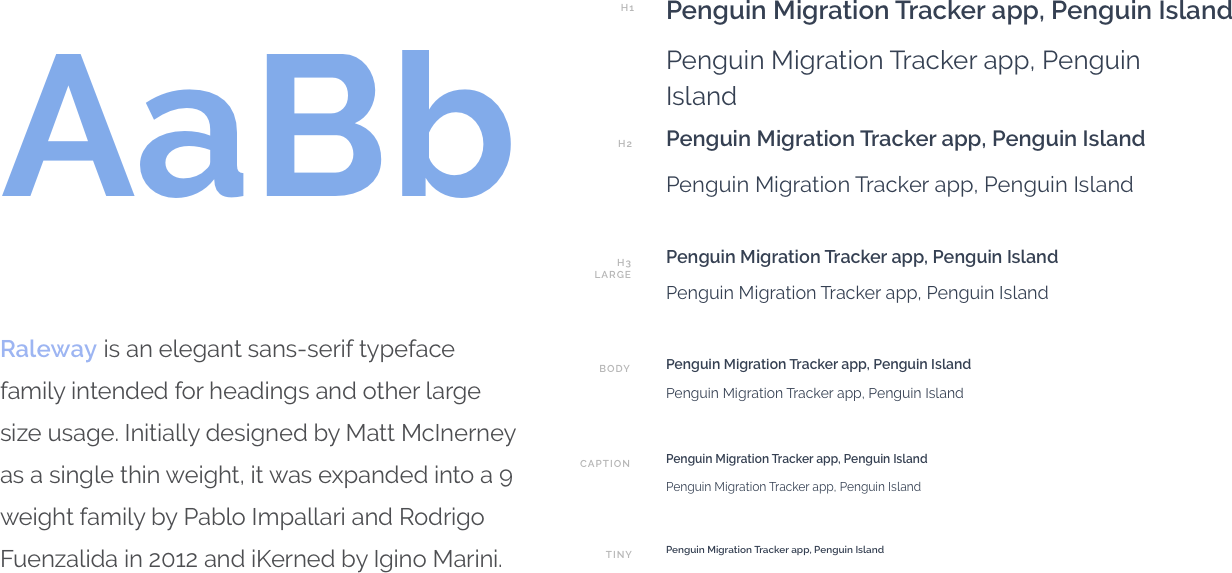 AaBb
Raleway is an elegant sans-serif typeface
family intended for headings and other large
size usage. Initially designed by Matt McInerney
as a single thin weight, it was expanded into a 9
weight family by Pablo Impallari and Rodrigo
Fuenzalida in 2012 and iKerned by Igino Marini.
H1
Penguin Migration Tracker app, Penguin Island
Penguin Migration Tracker app, Penguin
Island
H2
Penguin Migration Tracker app, Penguin Island
Penguin Migration Tracker app, Penguin Island
H3
LARGE
Penguin Migration Tracker app, Penguin Island
Penguin Migration Tracker app, Penguin Island
BODY
Penguin Migration Tracker app, Penguin Island
Penguin Migration Tracker app, Penguin Island
CAPTION
Penguin Migration Tracker app, Penguin Island
Penguin Migration Tracker app, Penguin Island
TINY
Penguin Migration Tracker app, Penguin Island